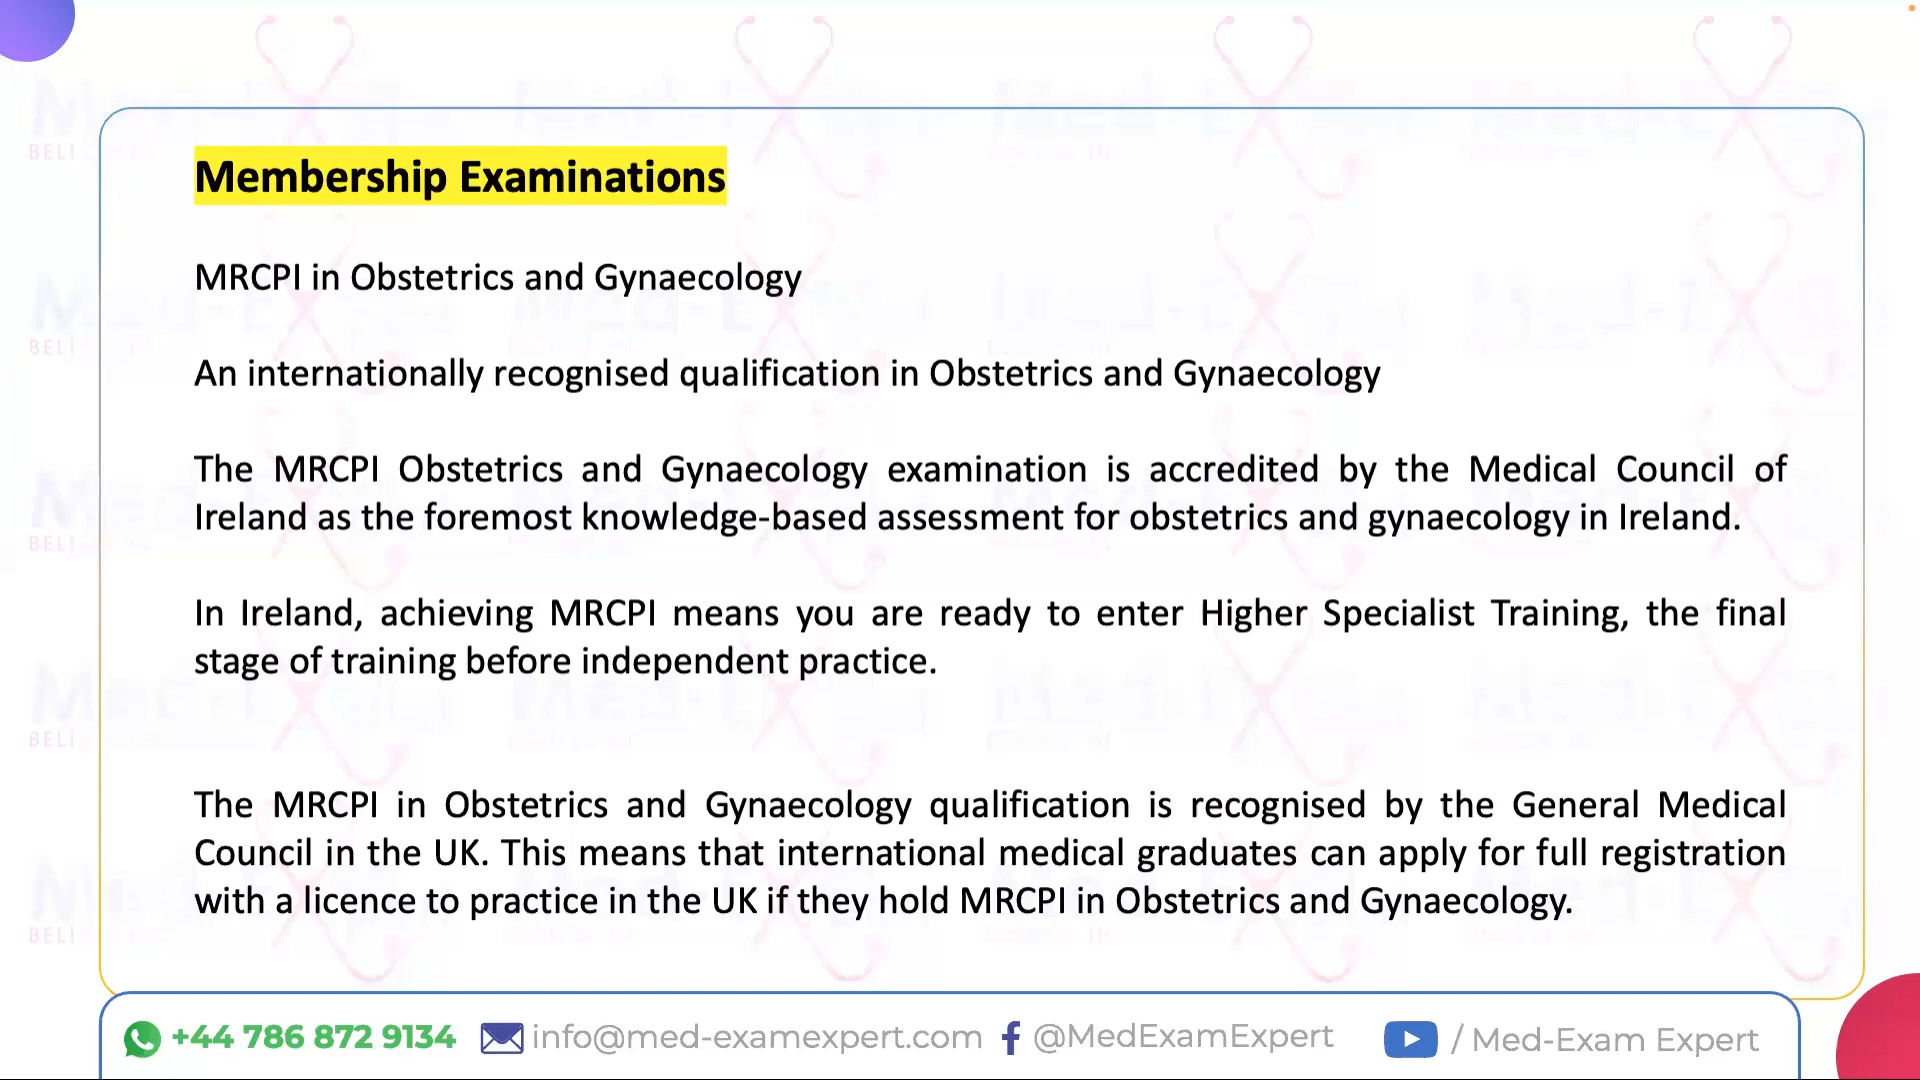 Membership Examinations
MRCPI in Obstetrics and Gynaecology
An internationally recognised qualification in Obstetrics and Gynaecology
The MRCPI Obstetrics and Gynaecology examination is accredited by the Medical Council of
Ireland as the foremost knowledge-based assessment for obstetrics and gynaecology in Ireland.
In Ireland, achieving MRCPI means you are ready to enter Higher Specialist Training, the final
stage of training before independent practice.
The MRCPI in Obstetrics and Gynaecology qualification is recognised by the General Medical
Council in the UK. This means that international medical graduates can apply for full registration
with a licence to practice in the UK if they hold MRCPI in Obstetrics and Gynaecology.
+44 786 872 9134 info@med-examexpert.com @MedExamExpert / Med-Exam Expert